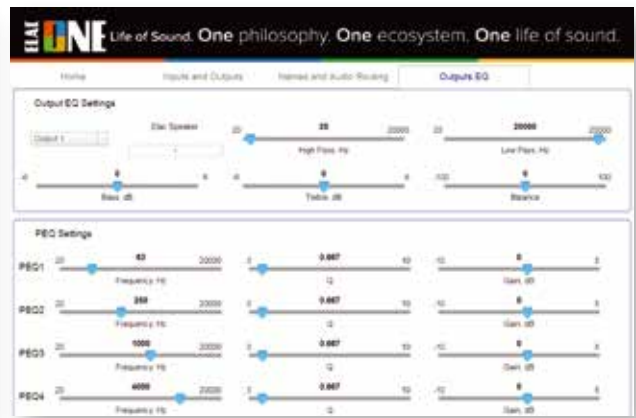 ELAC ONE Life of Sound. One philosophy. One ecosystem. One life of sound.
Home Inputs and Outputs Names and Audio Routing Outputs EQ
Output EQ Settings
Output 1 Elac Speaker 20 20 20000 20 20000 20000
High Pass, Hz Low Pass, Hz
-6 0 6 -6 0 6 -100 0 100
Bass, dB Treble, dB Balance
PEQ Settings
PEQ1 20 63 20000 0.667 10 -12 0
Frequency, Hz Q Gain, dB
PEQ2 20 250 20000 0.667 10 -12 0
Frequency, Hz Q Gain, dB
PEQ3 20 1000 20000 0.667 10 -12 0
Frequency, Hz Q Gain, dB
PEQ4 20 4000 20000 0.667 10 -12 0
Frequency, Hz Q Gain, dB